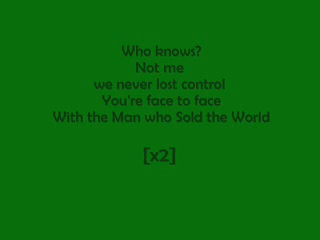 Who knows?
Not me
we never lost control
You're face to face
With the Man who Sold the World
[x2]